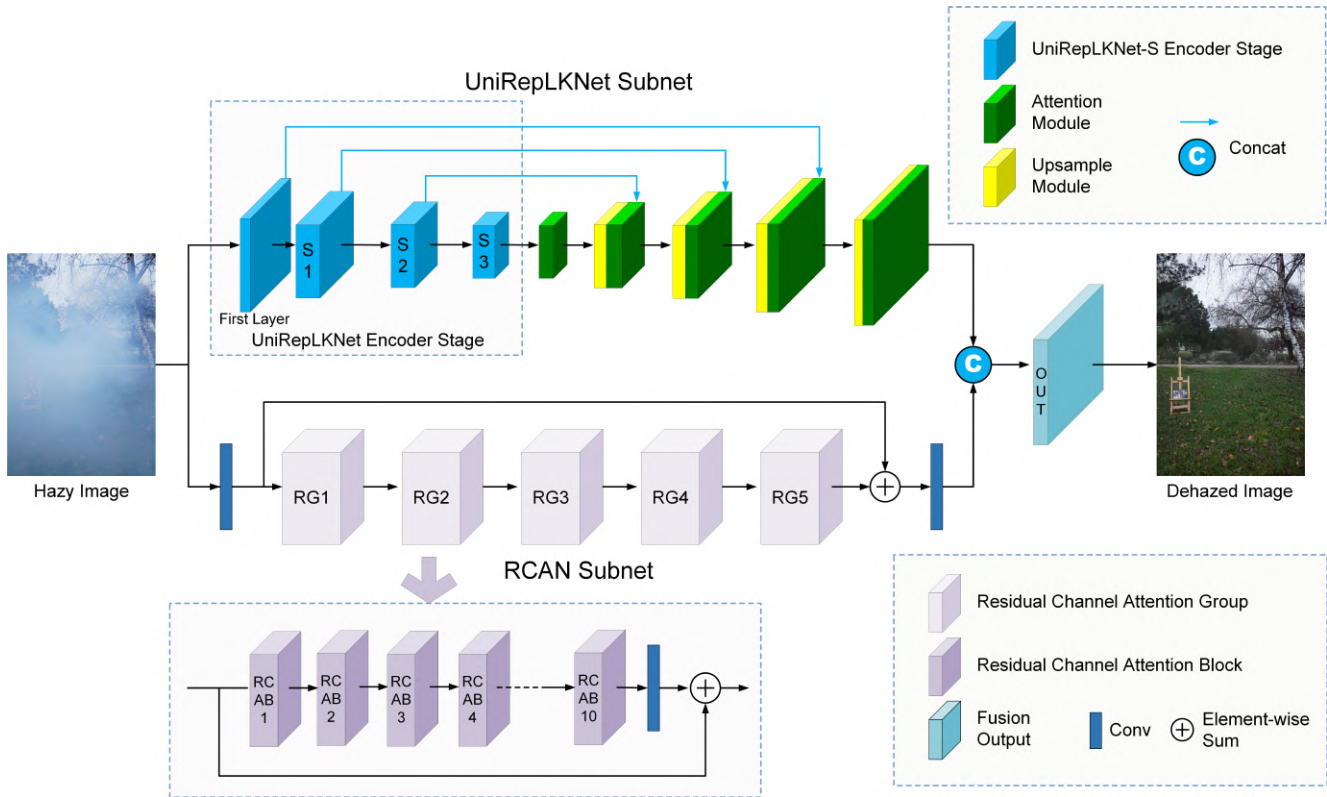 UniRepLKNet Subnet
UniRepLKNet-S Encoder Stage
Attention
Module
Upsample
Module
C
Concat
S
1
S
2
S
3
First Layer
UniRepLKNet Encoder Stage
C
OUT
Hazy Image
RG1
RG2
RG3
RG4
RG5
Dehazed Image
RCAN Subnet
RC
AB
1
RC
AB
2
RC
AB
3
RC
AB
4
RC
AB
10
Residual Channel Attention Group
Residual Channel Attention Block
Fusion
Output
Conv
Element-wise
Sum